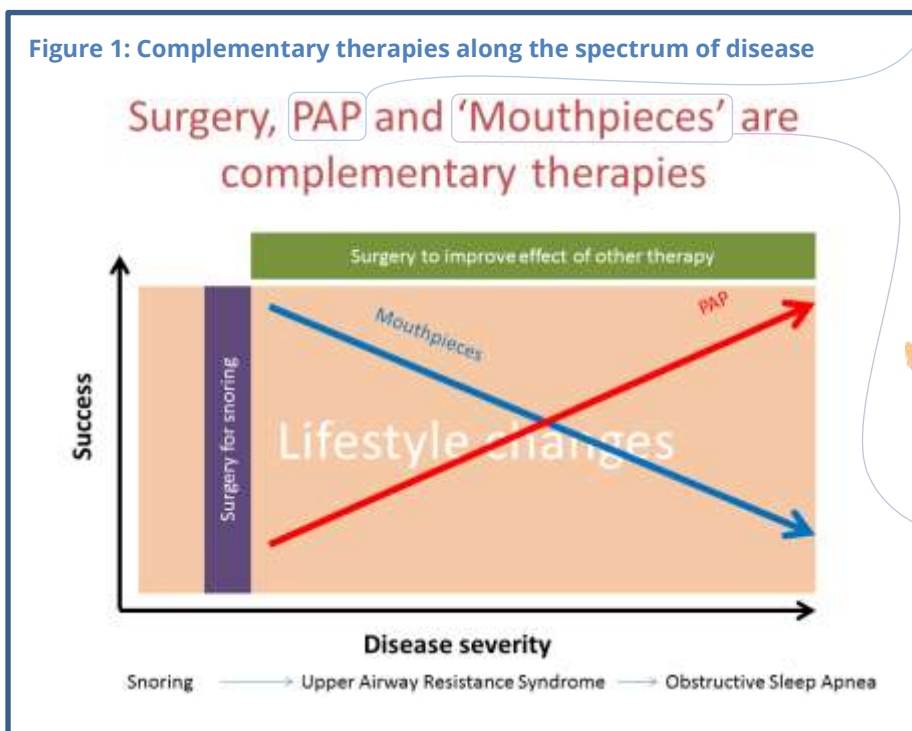 Figure 1: Complementary therapies along the spectrum of disease
Surgery, PAP and ‘Mouthpieces’ are
complementary therapies
Surgery to improve effect of other therapy
PAP
Mouthpieces
Surgery for snoring
Lifestyle changes
Success
Disease severity
Snoring Upper Airway Resistance Syndrome Obstructive Sleep Apnea